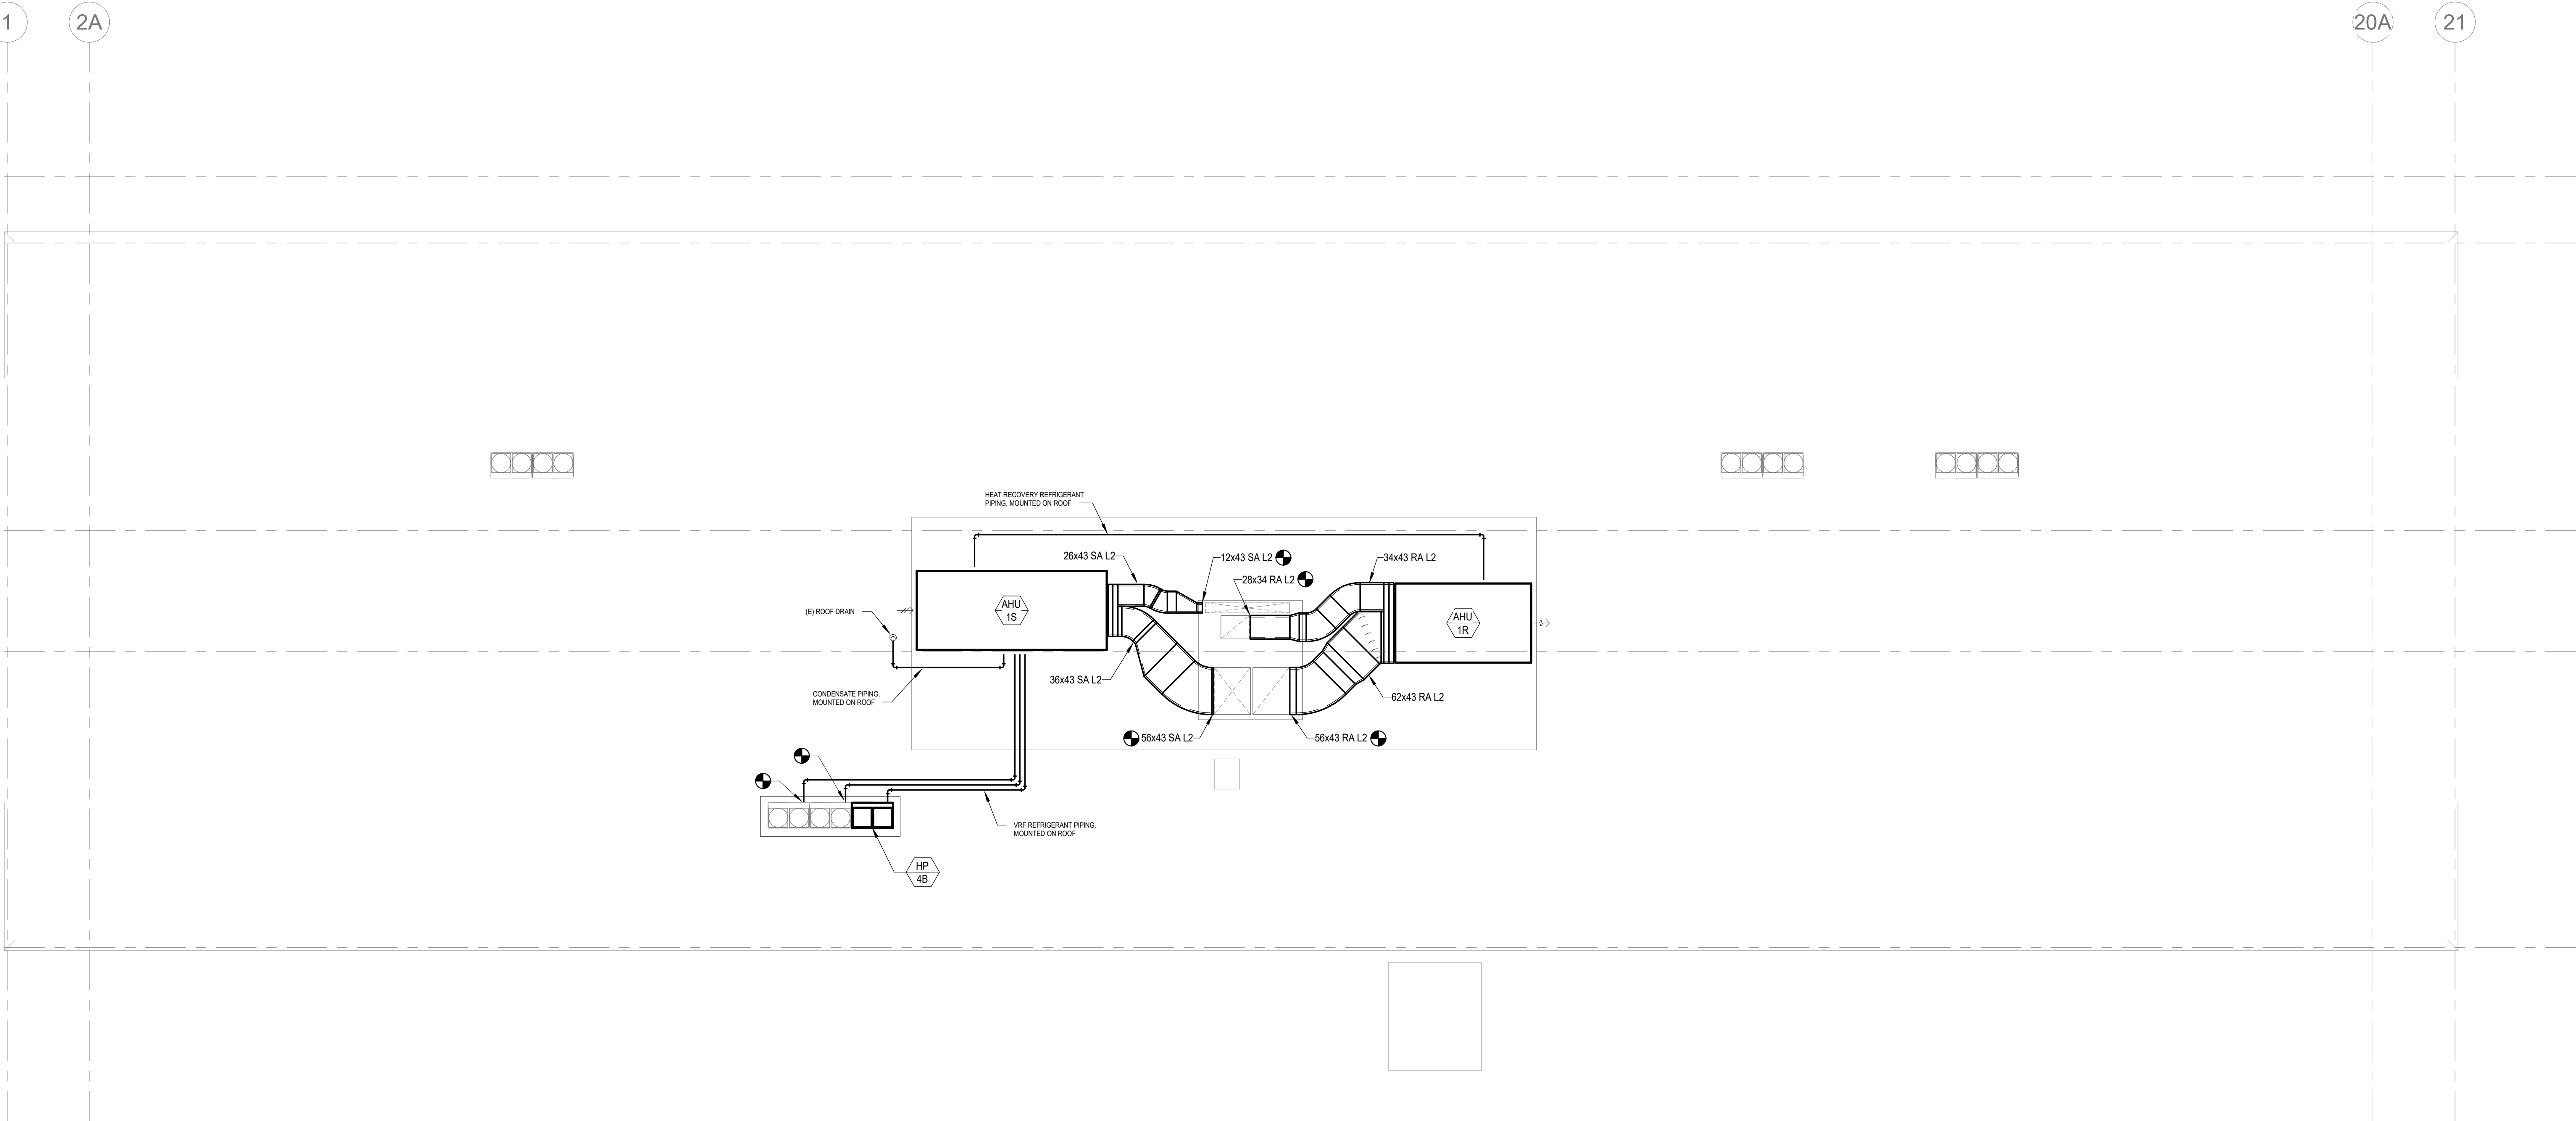 1
2A
20A
21
HEAT RECOVERY REFRIGERANT
PIPING, MOUNTED ON ROOF
26x43 SA L2
12x43 SA L2
34x43 RA L2
28x34 RA L2
(E) ROOF DRAIN
AHU
1S
AHU
1R
36x43 SA L2
CONDENSATE PIPING,
MOUNTED ON ROOF
62x43 RA L2
56x43 SA L2
56x43 RA L2
VRF REFRIGERANT PIPING,
MOUNTED ON ROOF
HP
4B